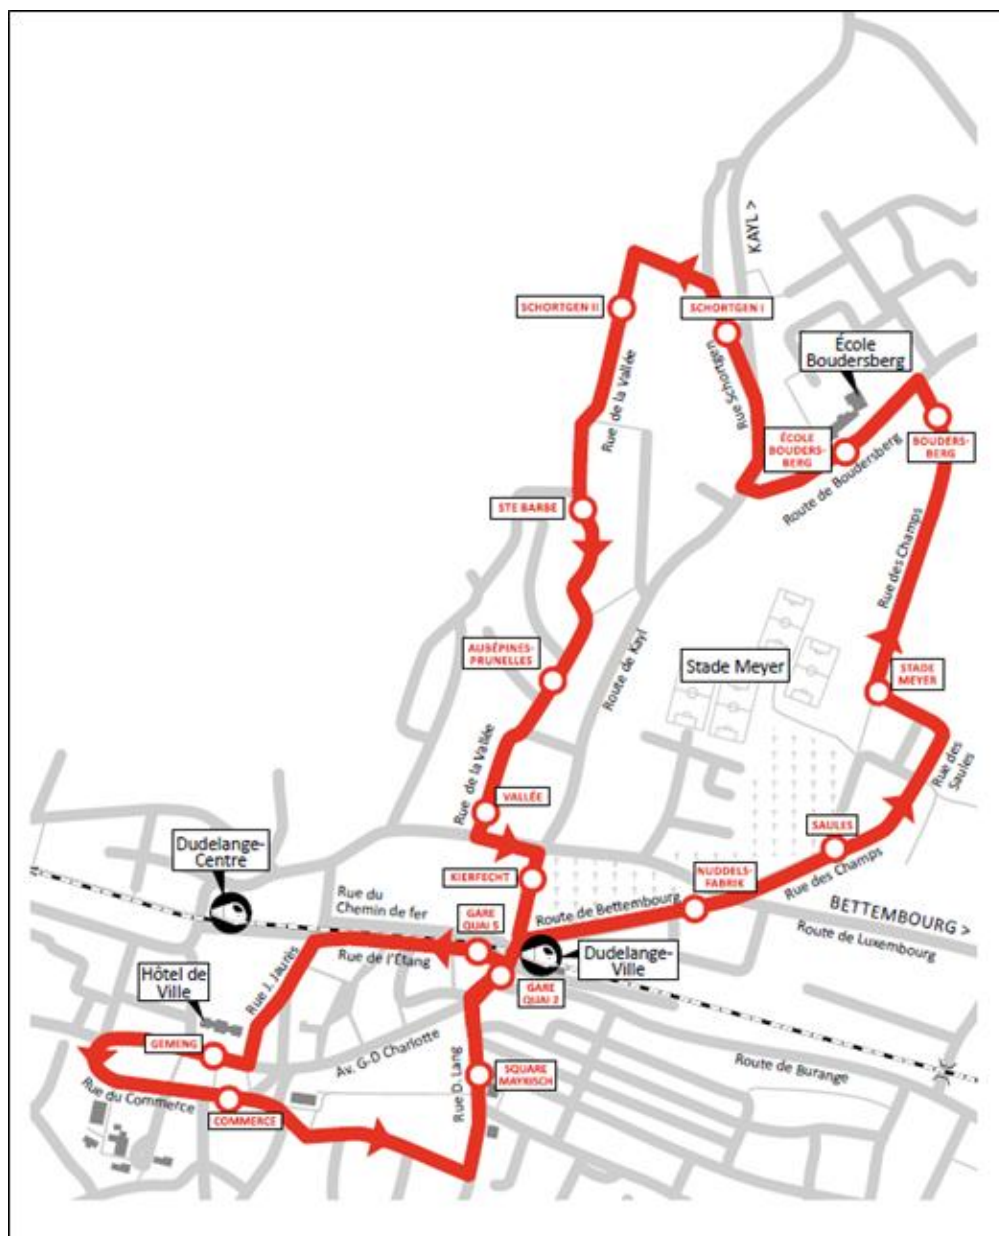 KAYL >
SCHORTGEN II
SCHORTGEN I
École
Boudersberg
Rue de la Vallée
Rue Schortgen
ÉCOLE
BOUDERS-
BERG
BOUDERS-
BERG
Route de Boudersberg
STE BARBE
Rue des Champs
AUBÉPINES-
PRUNELLES
Route de Kayl
Stade Meyer
STADE
MEYER
Rue de la Vallée
Rue des
Saules
VALLÉE
SAULES
Dudelange-
Centre
KIERFECHT
NUDDELS-
FABRIK
Rue des Champs
Rue du
Chemin de fer
GARE
QUAI 5
Route de Bettembourg
BETTEMBOURG >
Route de Luxembourg
Rue de l'Etang
Dudelange-
Ville
Hôtel de
Ville
Rue J. Jaurès
GARE
QUAI 2
GEMENG
Av. G-D Charlotte
Rue D. Lang
SQUARE
MAYRISCH
Route de Burange
Rue du Commerce
COMMERCE